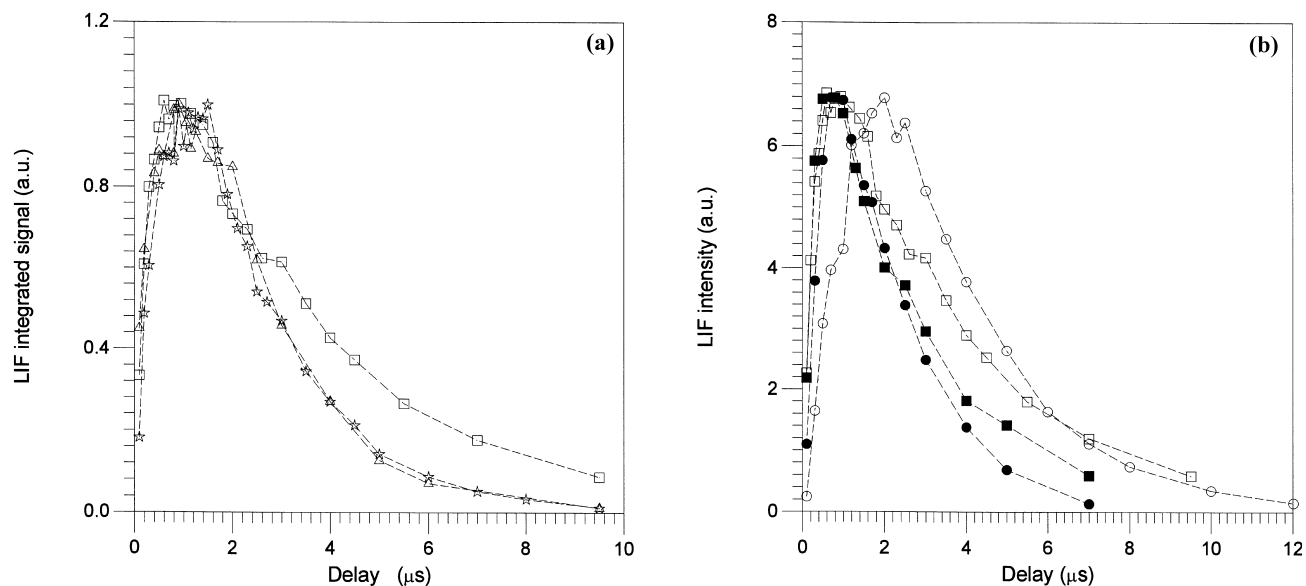 (a)
LIF integrated signal (a.u.)
1.2
0.8
0.4
0.0
0 2 4 6 8 10
Delay (μs)
(b)
LIF intensity (a.u.)
8
6
4
2
0
0 2 4 6 8 10 12
Delay (μs)